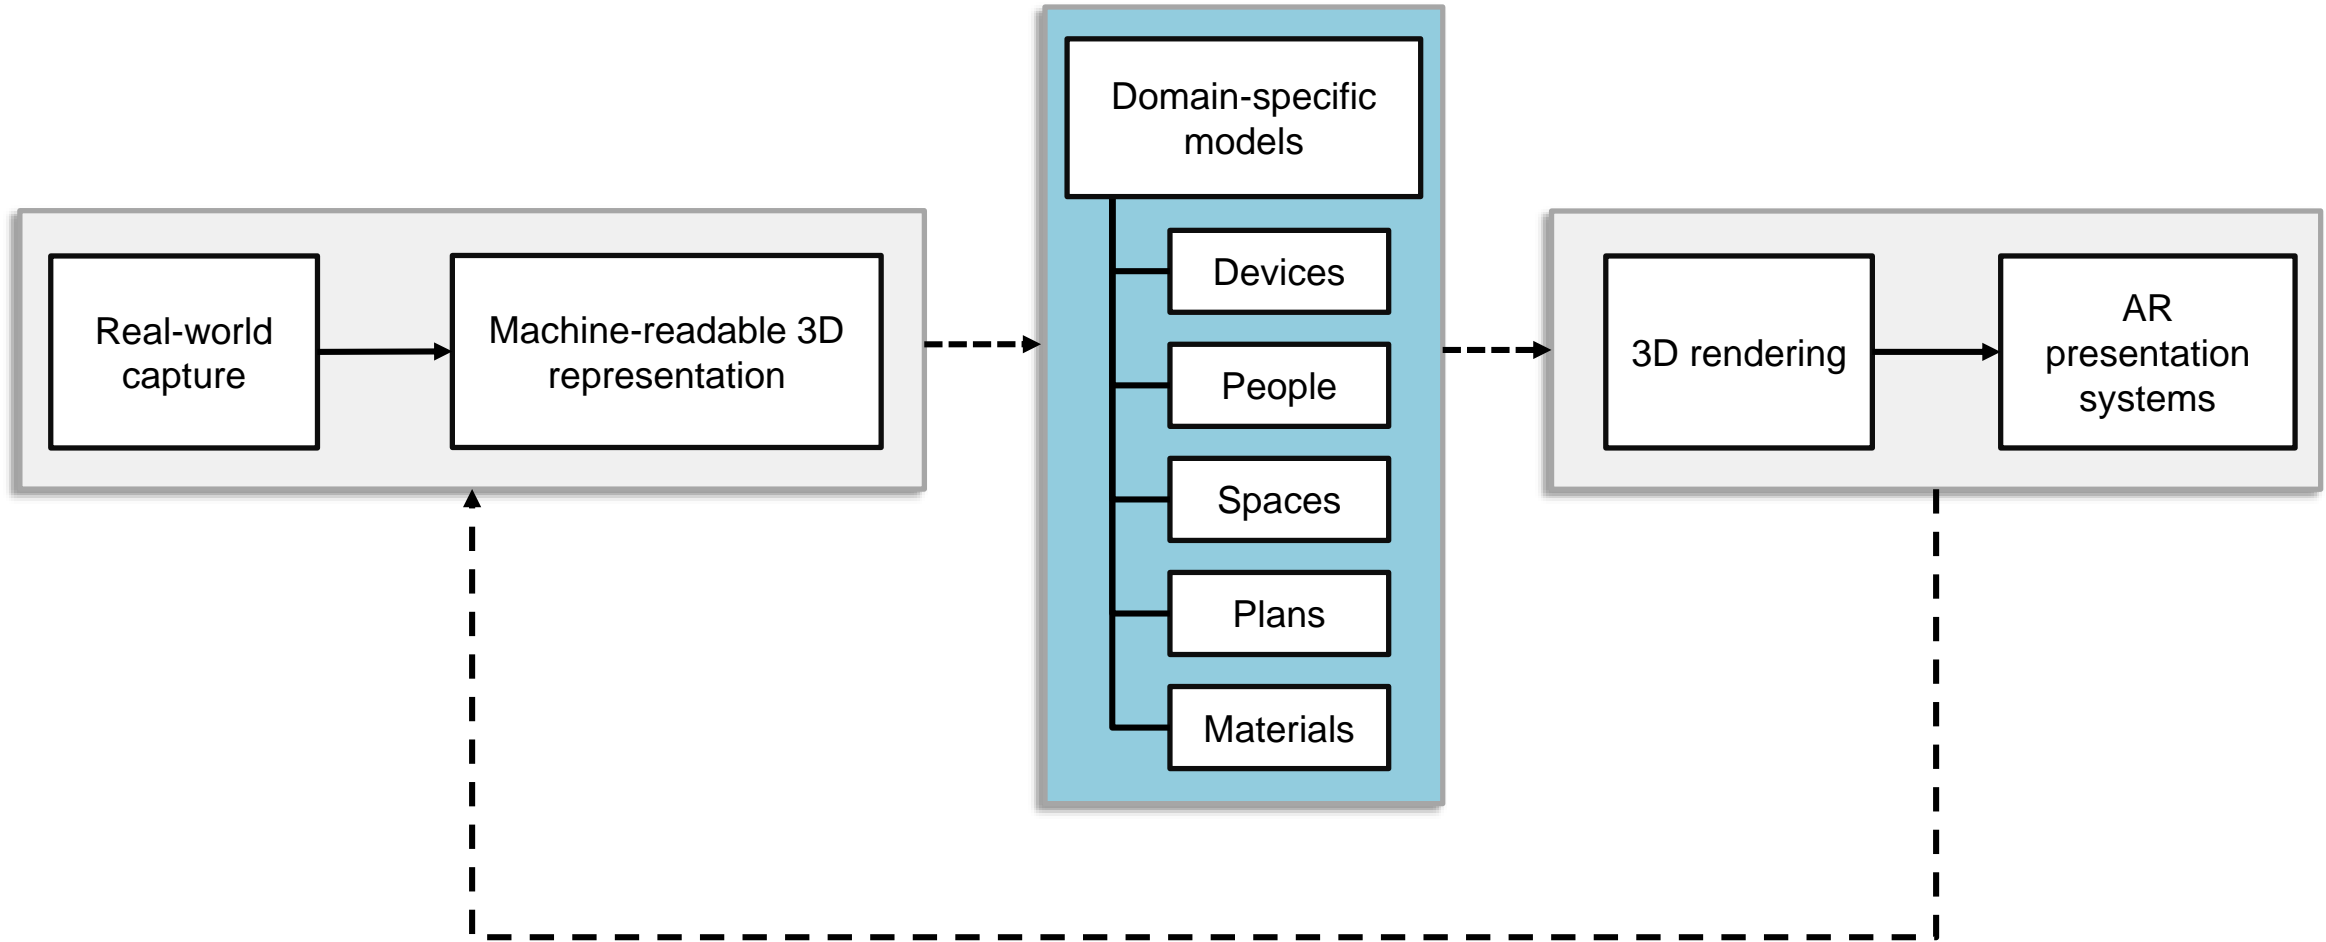 Real-world
capture
Machine-readable 3D
representation
Domain-specific
models
Devices
People
Spaces
Plans
Materials
3D rendering
AR
presentation
systems